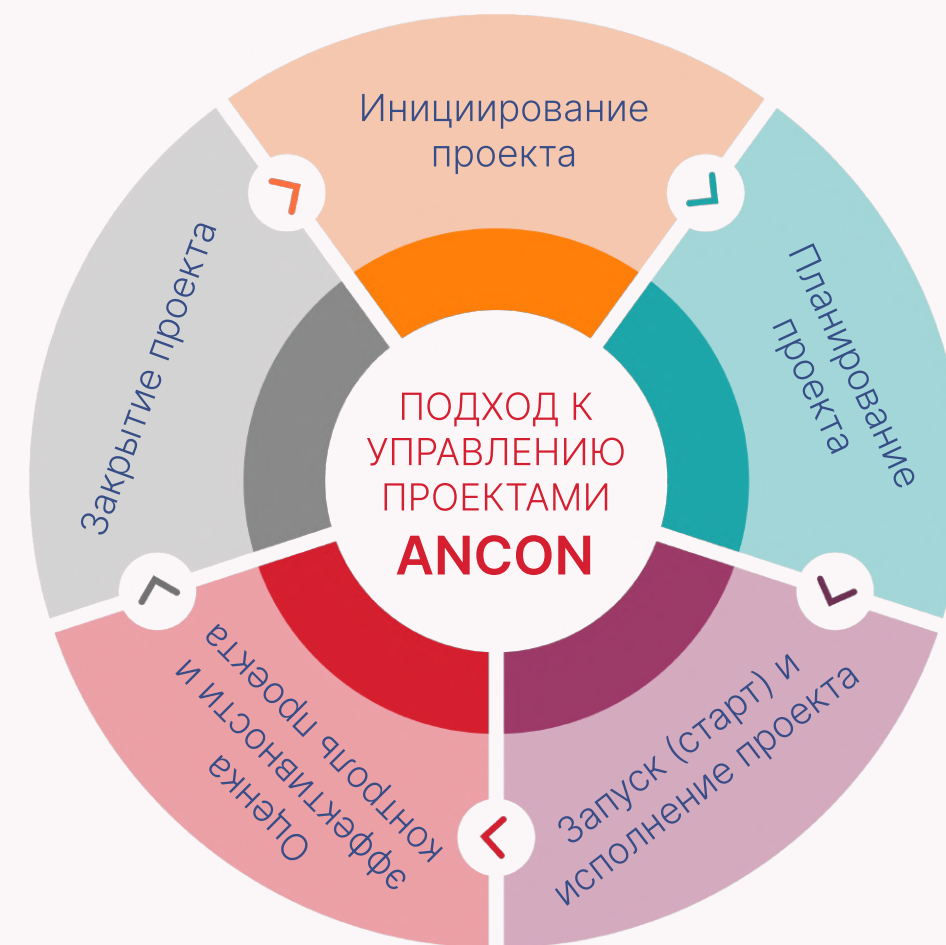 Инициирование
проекта
Планирование
проекта
Запуск (старт) и
исполнение проекта
Оценка
эффективности и
контроль проекта
Закрытие проекта
ПОДХОД К
УПРАВЛЕНИЮ
ПРОЕКТАМИ
ANCON